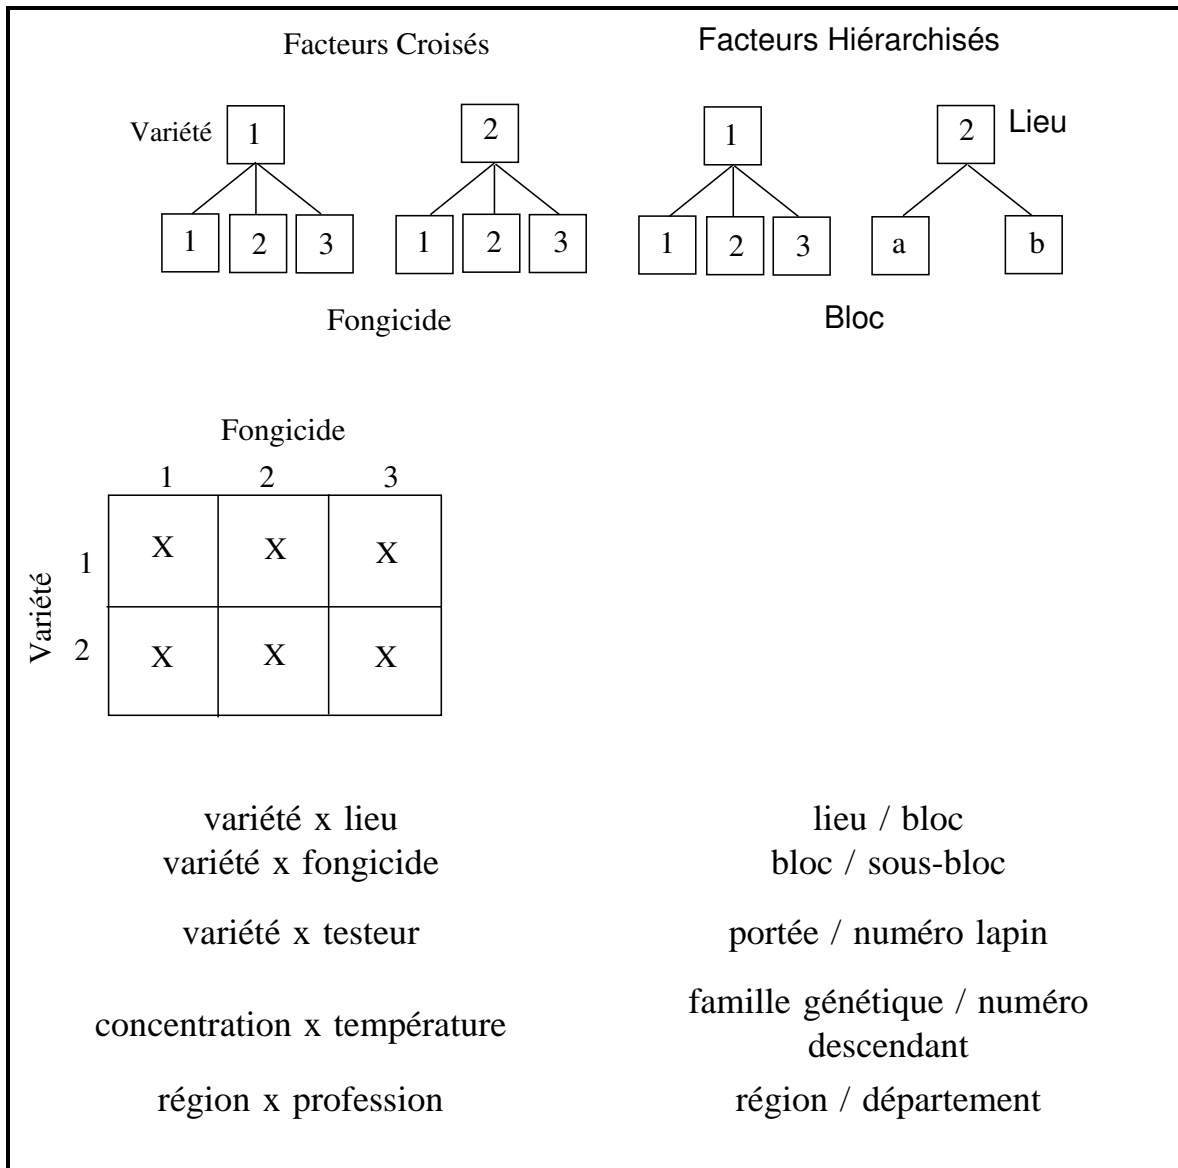 Facteurs Croisés
Facteurs Hiérarchisés
Variété 1 2
1 2 Lieu
1 2 3 1 2 3
1 2 3 a b
Fongicide
Bloc
Fongicide
1 2 3
Variété
1 X X X
2 X X X
variété x lieu
lieu / bloc
variété x fongicide
bloc / sous-bloc
variété x testeur
portée / numéro lapin
concentration x température
famille génétique / numéro
descendant
région x profession
région / département